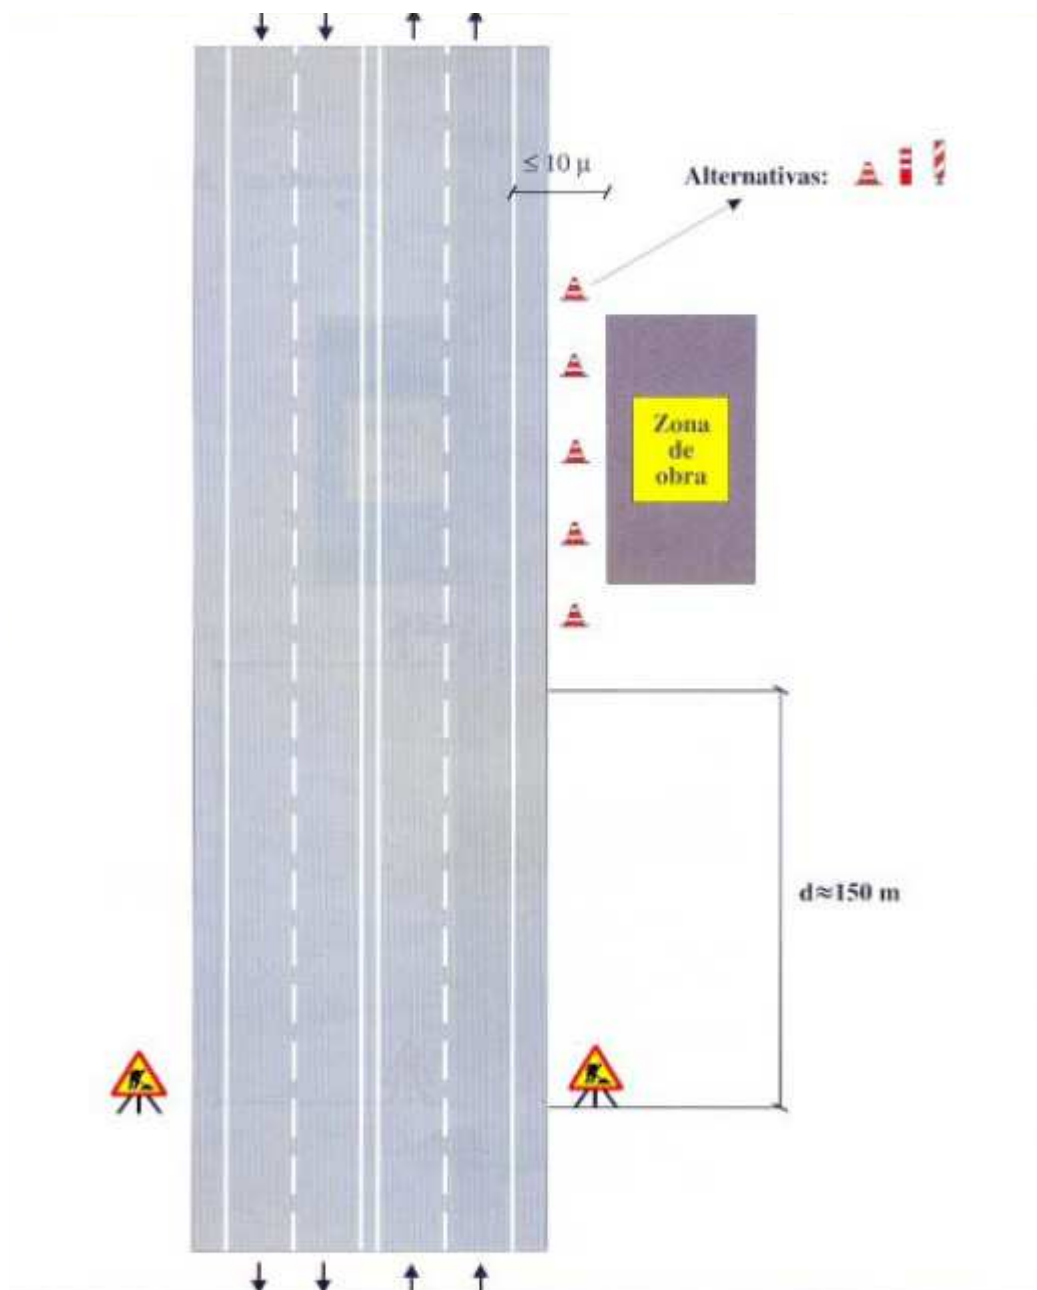 ≤ 10 μ
Alternativas:
Zona
de
obra
d≈150 m